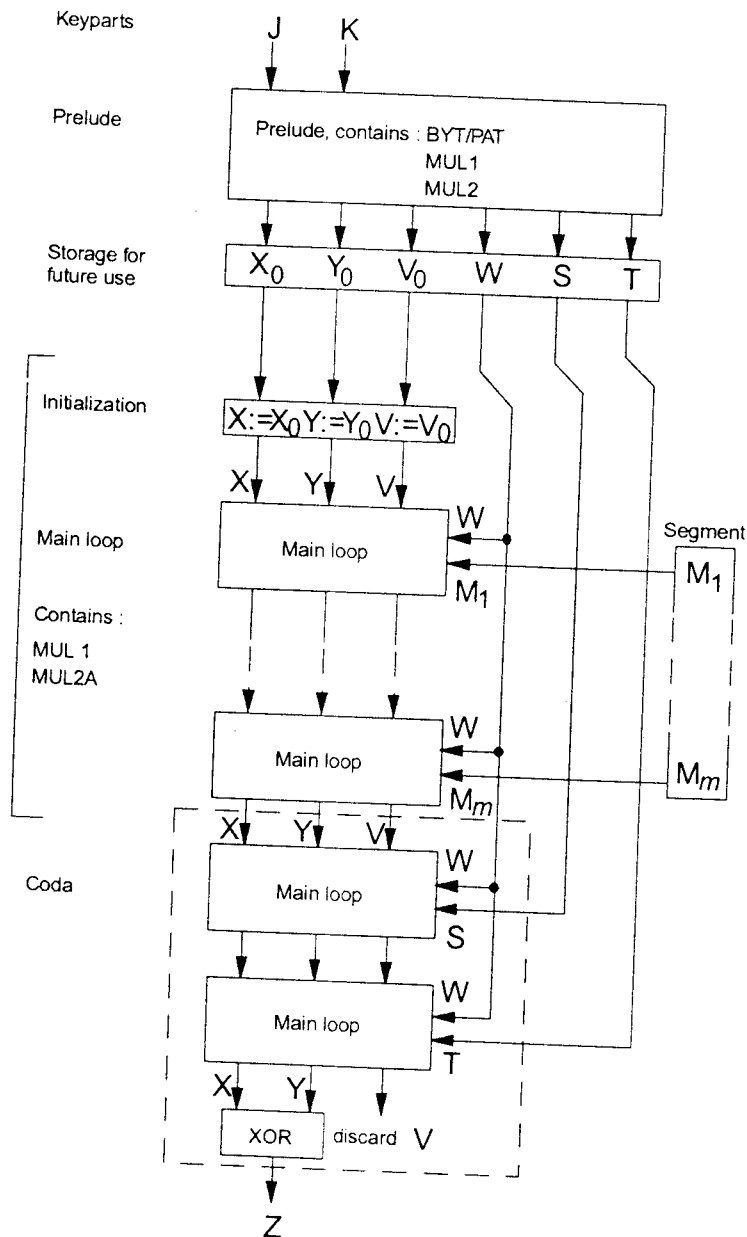 Keyparts
J K
Prelude
Prelude, contains : BYT/PAT
MUL1
MUL2
Storage for
future use
X0 Y0 V0 W S T
Initialization
X:=X0 Y:=Y0 V:=V0
X Y V
W
Segment
Main loop
Main loop
M1
M1
Contains :
MUL 1
MUL2A
W
Main loop
Mm
Mm
X Y V
W
Coda
Main loop
S
W
Main loop
T
X Y
XOR
discard V
Z